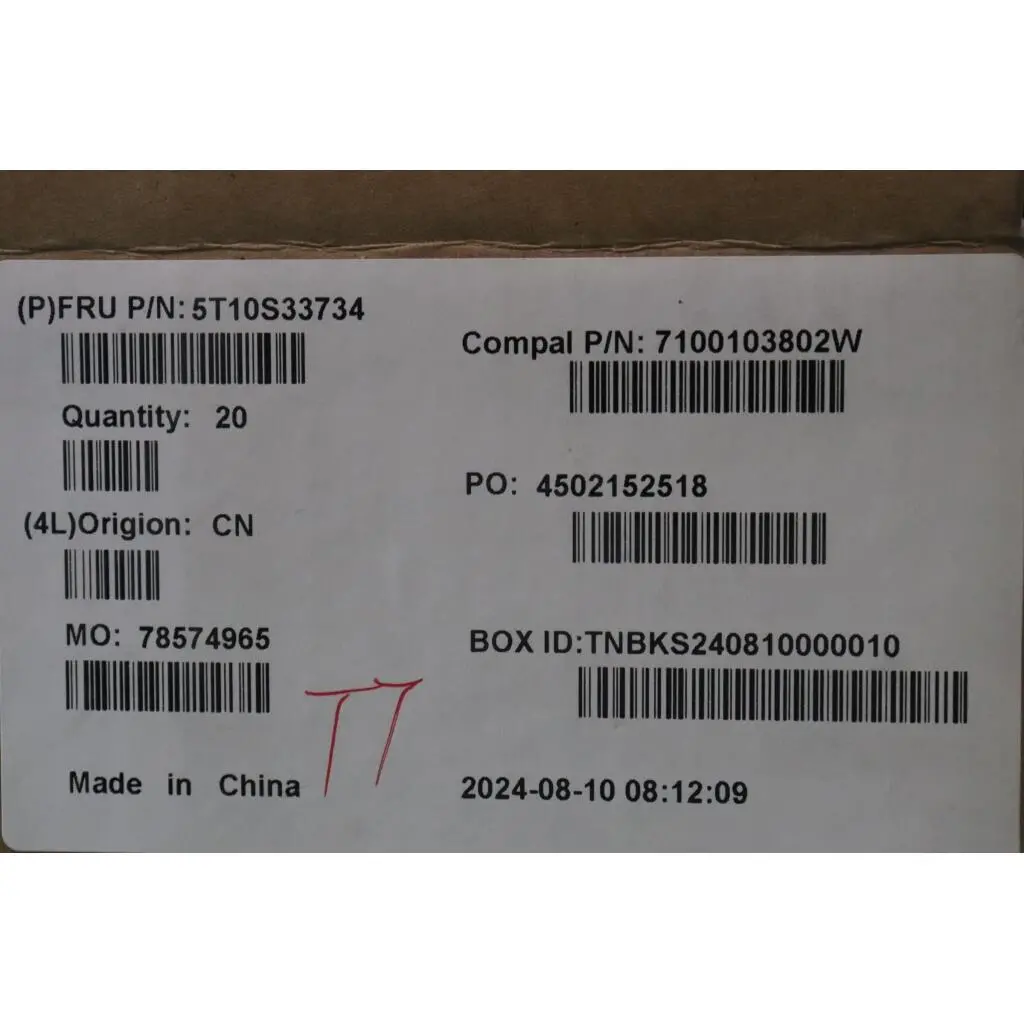 (P)FRU P/N: 5T10S33734
Compal P/N: 7100103802W
Quantity: 20
PO: 4502152518
(4L)Origion: CN
MO: 78574965
BOX ID:TNBKS240810000010
Made in China
2024-08-10 08:12:09